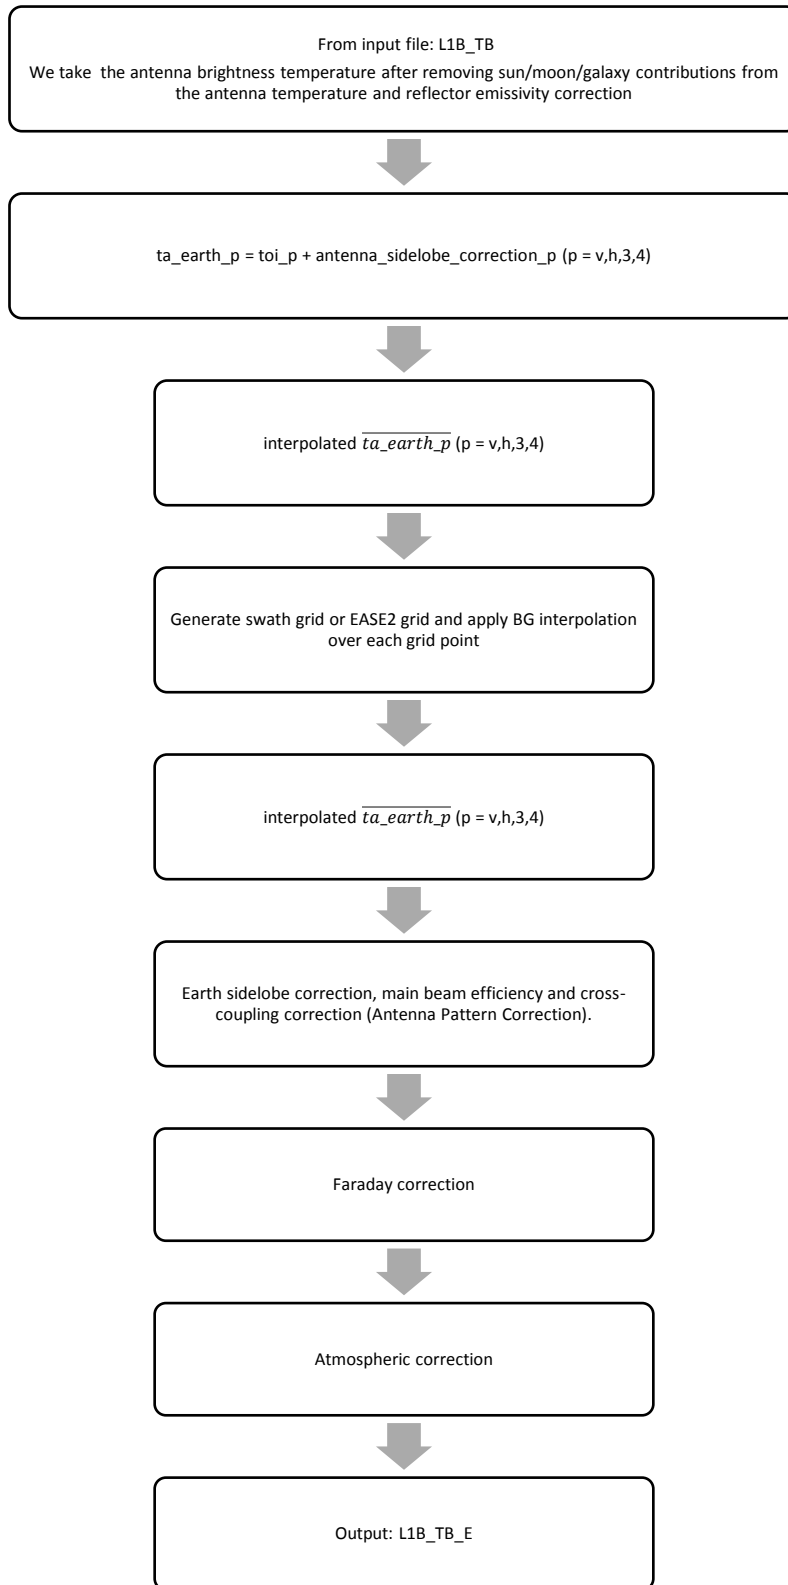 From input file: L1B_TB
We take the antenna brightness temperature after removing sun/moon/galaxy contributions from
the antenna temperature and reflector emissivity correction
ta_earth_p = toi_p + antenna_sidelobe_correction_p (p = v,h,3,4)
interpolated \overline{ta_earth_p} (p = v,h,3,4)
Generate swath grid or EASE2 grid and apply BG interpolation
over each grid point
interpolated \overline{ta_earth_p} (p = v,h,3,4)
Earth sidelobe correction, main beam efficiency and cross-
coupling correction (Antenna Pattern Correction).
Faraday correction
Atmospheric correction
Output: L1B_TB_E